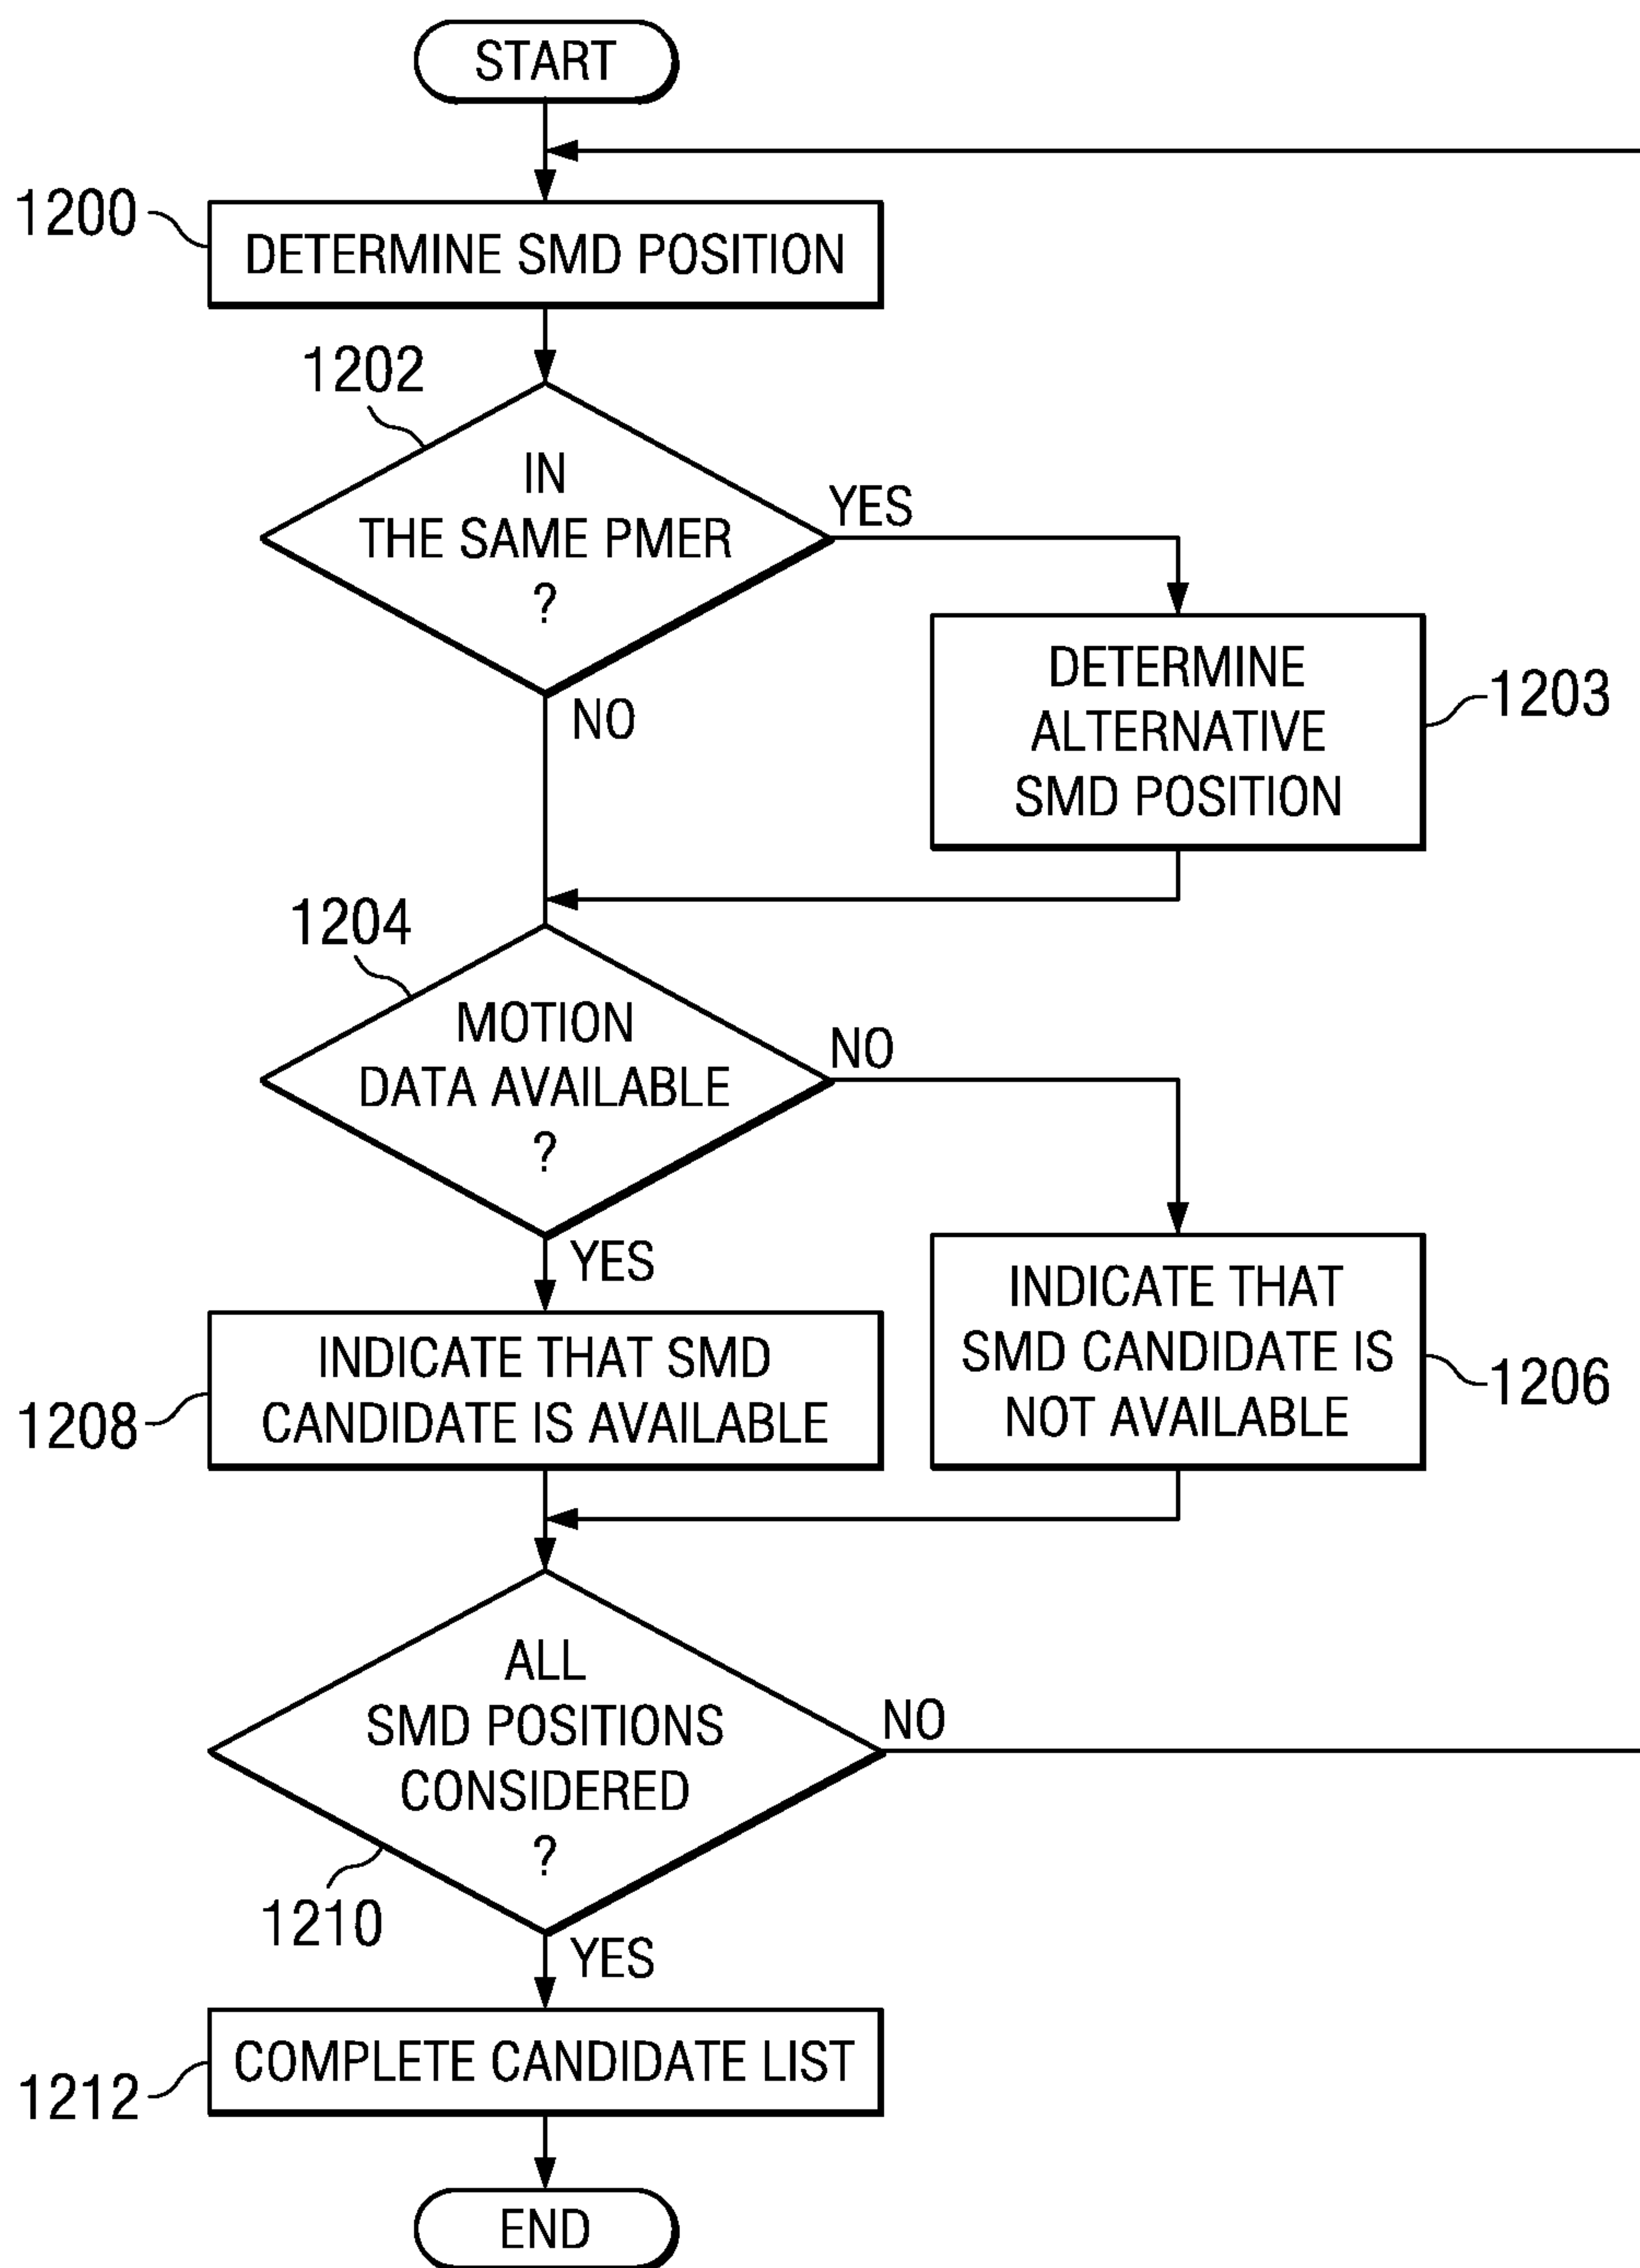 START
1200
DETERMINE SMD POSITION
1202
IN
THE SAME PMER
?
YES
NO
DETERMINE
ALTERNATIVE
SMD POSITION
1203
1204
MOTION
DATA AVAILABLE
?
NO
YES
INDICATE THAT SMD
CANDIDATE IS AVAILABLE
1208
INDICATE THAT
SMD CANDIDATE IS
NOT AVAILABLE
1206
ALL
SMD POSITIONS
CONSIDERED
?
NO
1210
YES
COMPLETE CANDIDATE LIST
1212
END